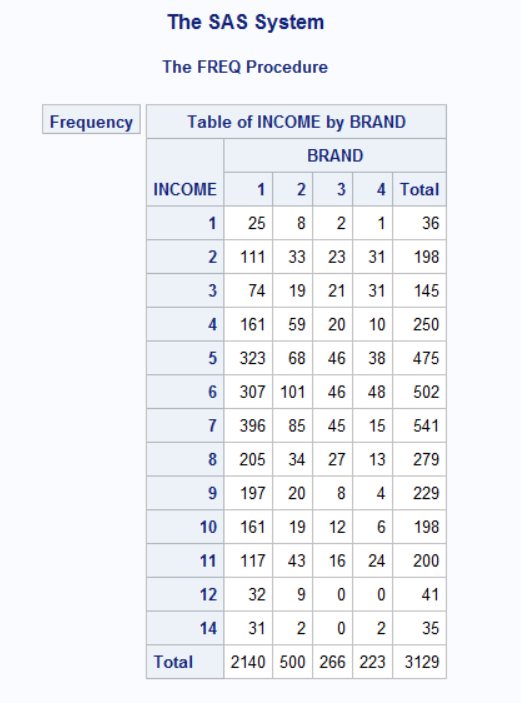 The SAS System
The FREQ Procedure
Frequency Table of INCOME by BRAND
BRAND
INCOME 1 2 3 4 Total
1 25 8 2 1 36
2 111 33 23 31 198
3 74 19 21 31 145
4 161 59 20 10 250
5 323 68 46 38 475
6 307 101 46 48 502
7 396 85 45 15 541
8 205 34 27 13 279
9 197 20 8 4 229
10 161 19 12 6 198
11 117 43 16 24 200
12 32 9 0 0 41
14 31 2 0 2 35
Total 2140 500 266 223 3129